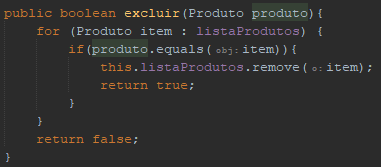 public boolean excluir(Produto produto){
for (Produto item : listaProdutos) {
if(produto.equals( obj: item)){
this.listaProdutos.remove( o: item);
return true;
}
}
return false;
}